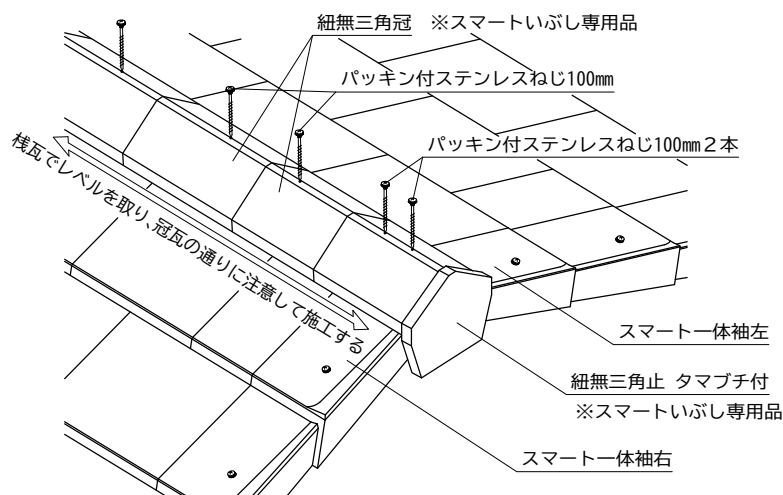 紐無三角冠 ※スマートいぶし専用品
パッキン付ステンレスねじ100㎜
パッキン付ステンレスねじ100㎜２本
桟瓦でレベルを取り、冠瓦の通りに注意して施工する
スマート一体袖左
紐無三角止 タマブチ付
※スマートいぶし専用品
スマート一体袖右